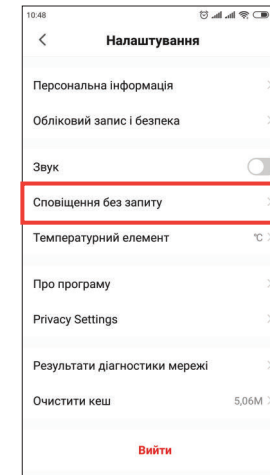 10:48
Налаштування
Персональна інформація
Обліковий запис і безпека
Звук
Сповіщення без запиту
Температурний елемент °C
Про програму
Privacy Settings
Результати діагностики мережі
Очистити кеш 5,06M
Вийти